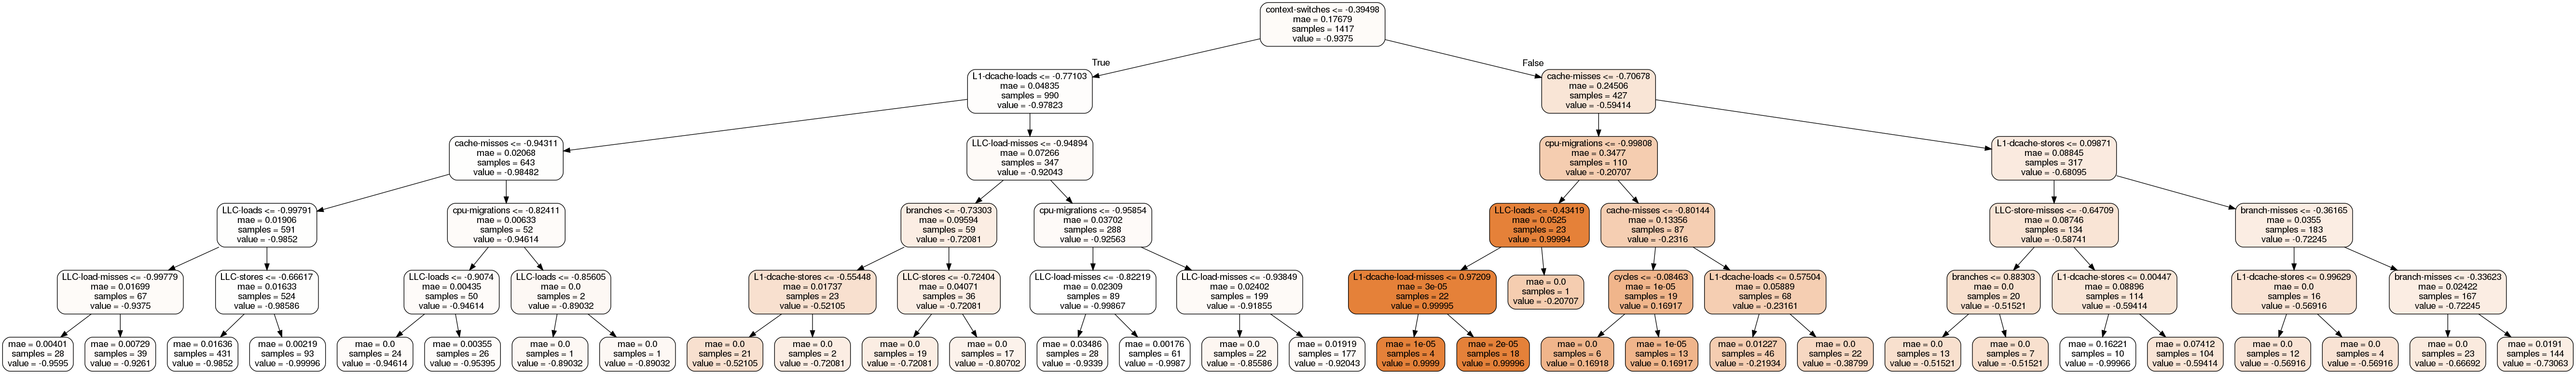 context-switches <= -0.39498
mae = 0.17679
samples = 1417
value = -0.9375
True
False
L1-dcache-loads <= -0.77103
mae = 0.04835
samples = 990
value = -0.97823
cache-misses <= -0.70678
mae = 0.24506
samples = 427
value = -0.59414
cache-misses <= -0.94311
mae = 0.02068
samples = 643
value = -0.98482
LLC-load-misses <= -0.94894
mae = 0.07266
samples = 347
value = -0.92043
cpu-migrations <= -0.99808
mae = 0.3477
samples = 110
value = -0.20707
L1-dcache-stores <= 0.09871
mae = 0.08845
samples = 317
value = -0.68095
LLC-loads <= -0.99791
mae = 0.01906
samples = 591
value = -0.9852
cpu-migrations <= -0.82411
mae = 0.00633
samples = 52
value = -0.94614
branches <= -0.73303
mae = 0.09594
samples = 59
value = -0.72081
cpu-migrations <= -0.95854
mae = 0.03702
samples = 288
value = -0.92563
LLC-loads <= -0.43419
mae = 0.0525
samples = 23
value = 0.99994
cache-misses <= -0.80144
mae = 0.13356
samples = 87
value = -0.2316
LLC-store-misses <= -0.64709
mae = 0.08746
samples = 134
value = -0.58741
branch-misses <= -0.36165
mae = 0.0355
samples = 183
value = -0.72245
LLC-load-misses <= -0.99779
mae = 0.01699
samples = 67
value = -0.9375
LLC-stores <= -0.66617
mae = 0.01633
samples = 524
value = -0.98586
LLC-loads <= -0.9074
mae = 0.00435
samples = 50
value = -0.94614
LLC-loads <= -0.85605
mae = 0.0
samples = 2
value = -0.89032
L1-dcache-stores <= -0.55448
mae = 0.01737
samples = 23
value = -0.52105
LLC-stores <= -0.72404
mae = 0.04071
samples = 36
value = -0.72081
LLC-load-misses <= -0.82219
mae = 0.02309
samples = 89
value = -0.99867
LLC-load-misses <= -0.93849
mae = 0.02402
samples = 199
value = -0.91855
L1-dcache-load-misses <= 0.97209
mae = 3e-05
samples = 22
value = 0.99995
mae = 0.0
samples = 1
value = -0.20707
cycles <= -0.08463
mae = 1e-05
samples = 19
value = 0.16917
L1-dcache-loads <= 0.57504
mae = 0.05889
samples = 68
value = -0.23161
branches <= 0.88303
mae = 0.0
samples = 20
value = -0.51521
L1-dcache-stores <= 0.00447
mae = 0.08896
samples = 114
value = -0.59414
L1-dcache-stores <= 0.99629
mae = 0.0
samples = 16
value = -0.56916
branch-misses <= -0.33623
mae = 0.02422
samples = 167
value = -0.72245
mae = 0.00401
samples = 28
value = -0.9595
mae = 0.00729
samples = 39
value = -0.9261
mae = 0.01636
samples = 431
value = -0.9852
mae = 0.00219
samples = 93
value = -0.99996
mae = 0.0
samples = 24
value = -0.94614
mae = 0.00355
samples = 26
value = -0.95395
mae = 0.0
samples = 1
value = -0.89032
mae = 0.0
samples = 1
value = -0.89032
mae = 0.0
samples = 21
value = -0.52105
mae = 0.0
samples = 2
value = -0.72081
mae = 0.0
samples = 19
value = -0.72081
mae = 0.0
samples = 17
value = -0.80702
mae = 0.03486
samples = 28
value = -0.9339
mae = 0.00176
samples = 61
value = -0.9987
mae = 0.0
samples = 22
value = -0.85586
mae = 0.01919
samples = 177
value = -0.92043
mae = 1e-05
samples = 4
value = 0.9999
mae = 2e-05
samples = 18
value = 0.99996
mae = 0.0
samples = 6
value = 0.16918
mae = 1e-05
samples = 13
value = 0.16917
mae = 0.01227
samples = 46
value = -0.21934
mae = 0.0
samples = 22
value = -0.38799
mae = 0.0
samples = 13
value = -0.51521
mae = 0.0
samples = 7
value = -0.51521
mae = 0.16221
samples = 10
value = -0.99966
mae = 0.07412
samples = 104
value = -0.59414
mae = 0.0
samples = 12
value = -0.56916
mae = 0.0
samples = 4
value = -0.56916
mae = 0.0
samples = 23
value = -0.66692
mae = 0.0191
samples = 144
value = -0.73063